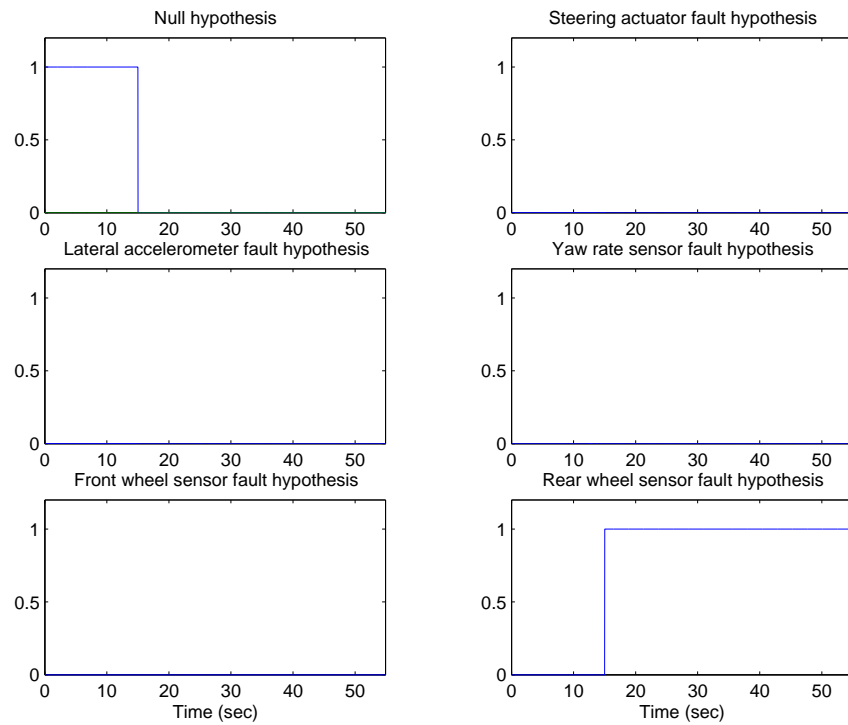 Null hypothesis
1
0.5
0
0 10 20 30 40 50
Steering actuator fault hypothesis
1
0.5
0
0 10 20 30 40 50
Lateral accelerometer fault hypothesis
1
0.5
0
0 10 20 30 40 50
Yaw rate sensor fault hypothesis
1
0.5
0
0 10 20 30 40 50
Front wheel sensor fault hypothesis
1
0.5
0
0 10 20 30 40 50
Time (sec)
Rear wheel sensor fault hypothesis
1
0.5
0
0 10 20 30 40 50
Time (sec)